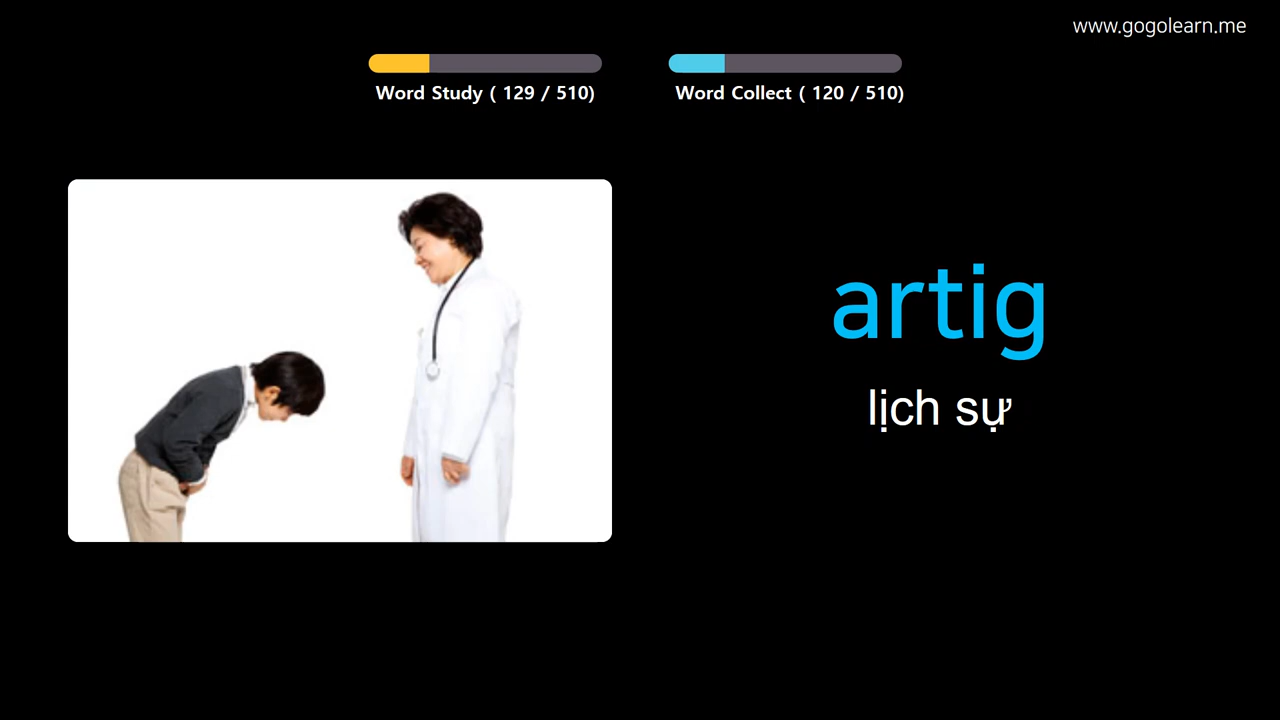 www.gogolearn.me
Word Study ( 129 / 510)
Word Collect ( 120 / 510)
artig
lịch sự